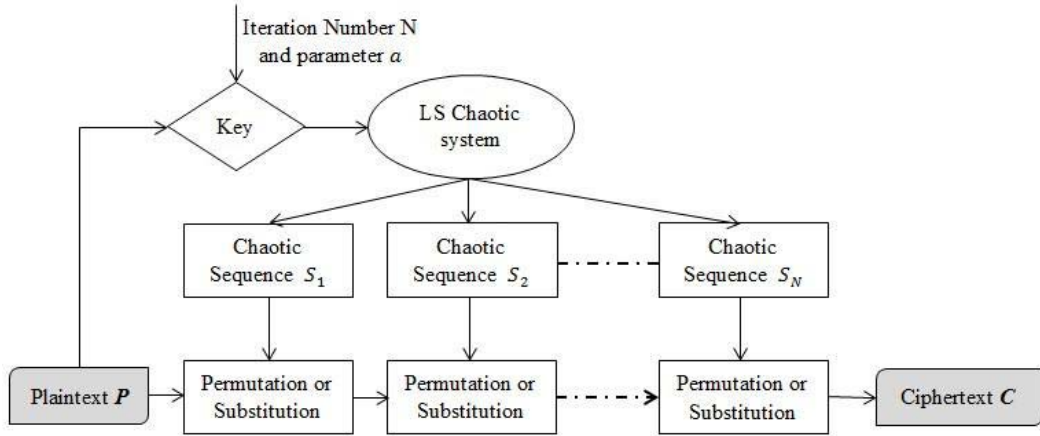 Iteration Number N
and parameter a
Key
LS Chaotic
system
Chaotic
Sequence S₁
Chaotic
Sequence S₂
Chaotic
Sequence S_N
Plaintext P
Permutation or
Substitution
Permutation or
Substitution
Permutation or
Substitution
Ciphertext C